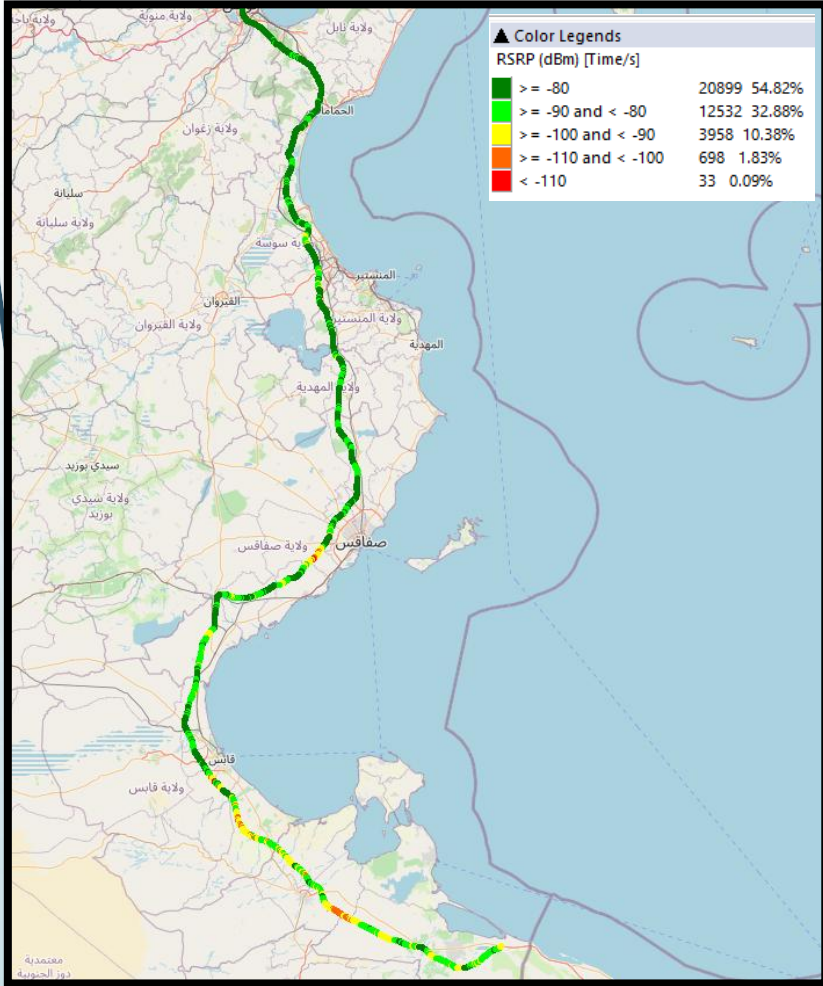 ولاية منوبة
ولاية نابل
▲ Color Legends
RSRP (dBm) [Time/s]
>= -80 20899 54.82%
>= -90 and < -80 12532 32.88%
>= -100 and < -90 3958 10.38%
>= -110 and < -100 698 1.83%
< -110 33 0.09%
ولاية زغوان
سليانة
ولاية سليانة
ية سوسة
المنستير
القيروان
ولاية المنستير
ولاية القيروان
المهدية
ولاية المهدية
سيدي بوزيد
ولاية سيدي
بوزيد
صفاقس
ولاية صفاقس
قابس
ولاية قابس
معتمدية
دوز الجنوبية